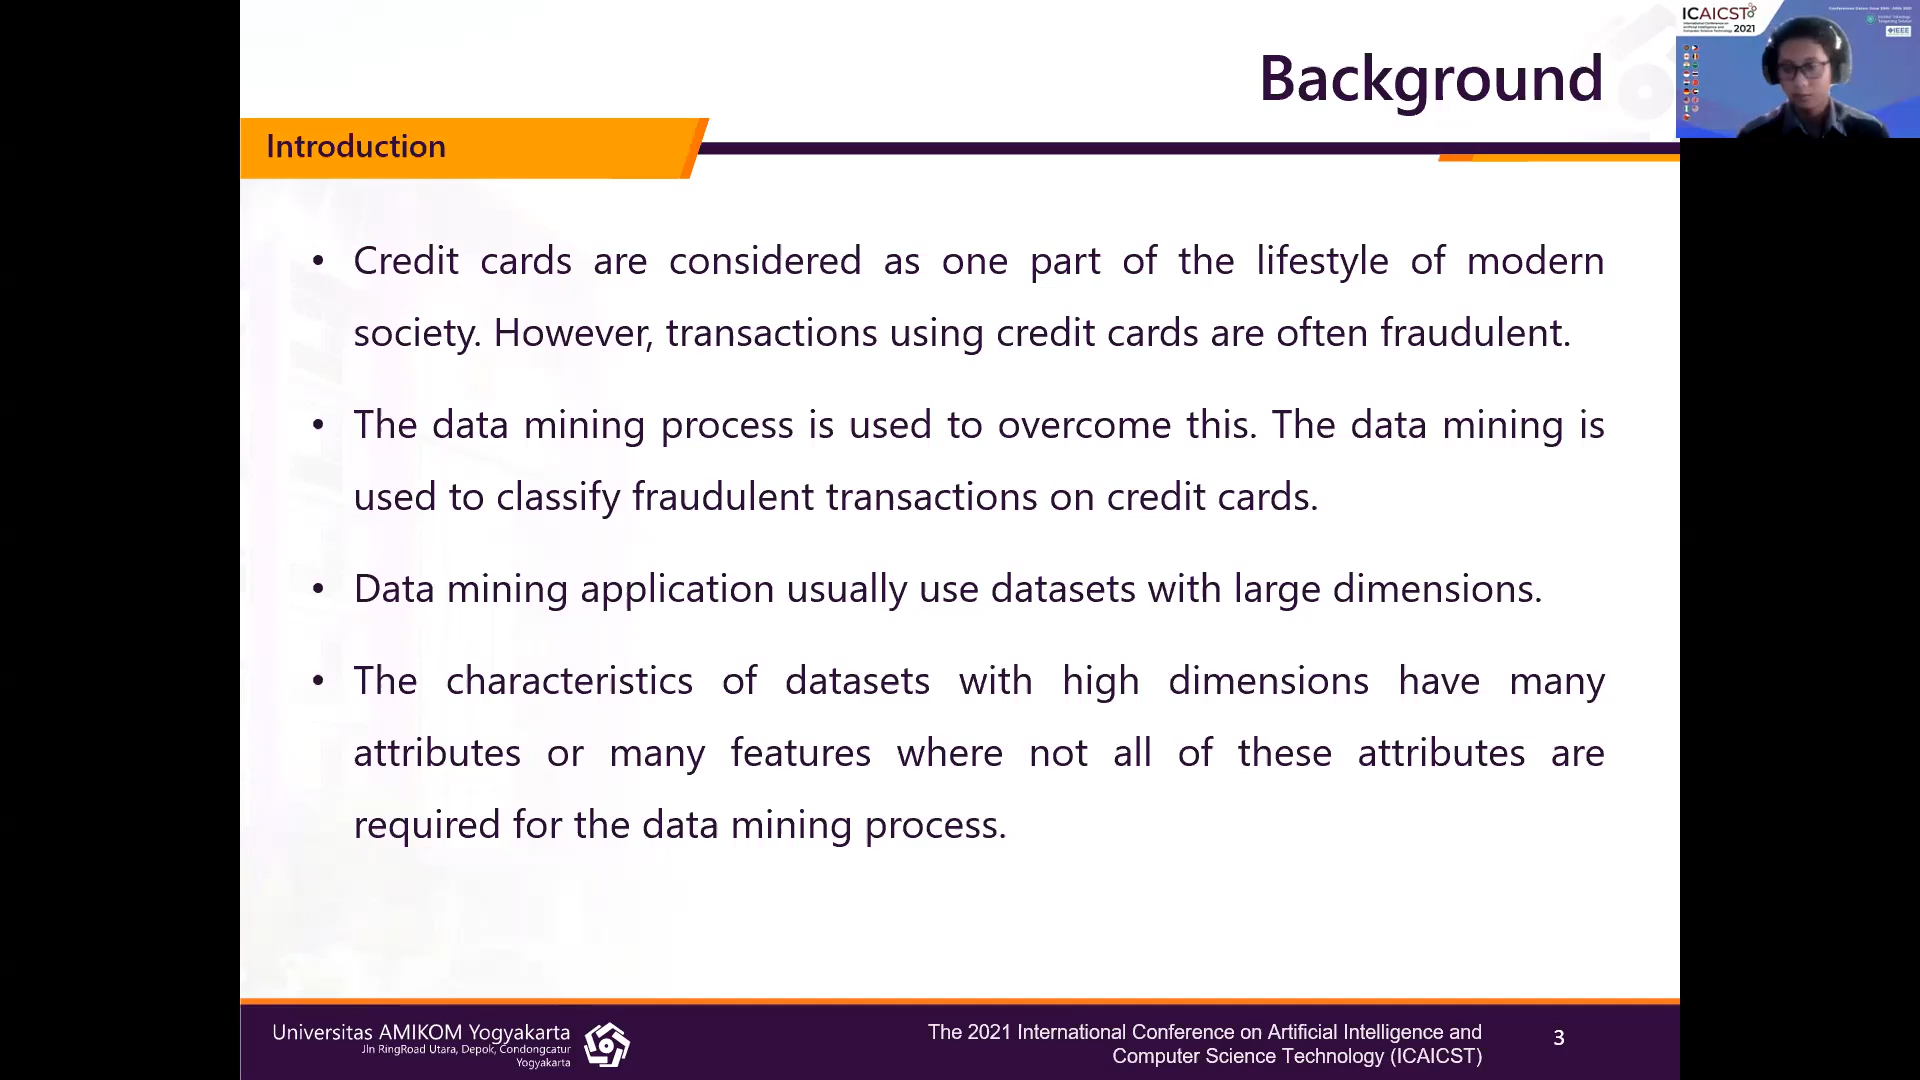 Background
Introduction
• Credit cards are considered as one part of the lifestyle of modern
society. However, transactions using credit cards are often fraudulent.
• The data mining process is used to overcome this. The data mining is
used to classify fraudulent transactions on credit cards.
• Data mining application usually use datasets with large dimensions.
• The characteristics of datasets with high dimensions have many
attributes or many features where not all of these attributes are
required for the data mining process.
Universitas AMIKOM Yogyakarta
Jln RingRoad Utara, Depok, Condongcatur
Yogyakarta
The 2021 International Conference on Artificial Intelligence and
Computer Science Technology (ICAICST)
3
ICAICST
2021
IEEE